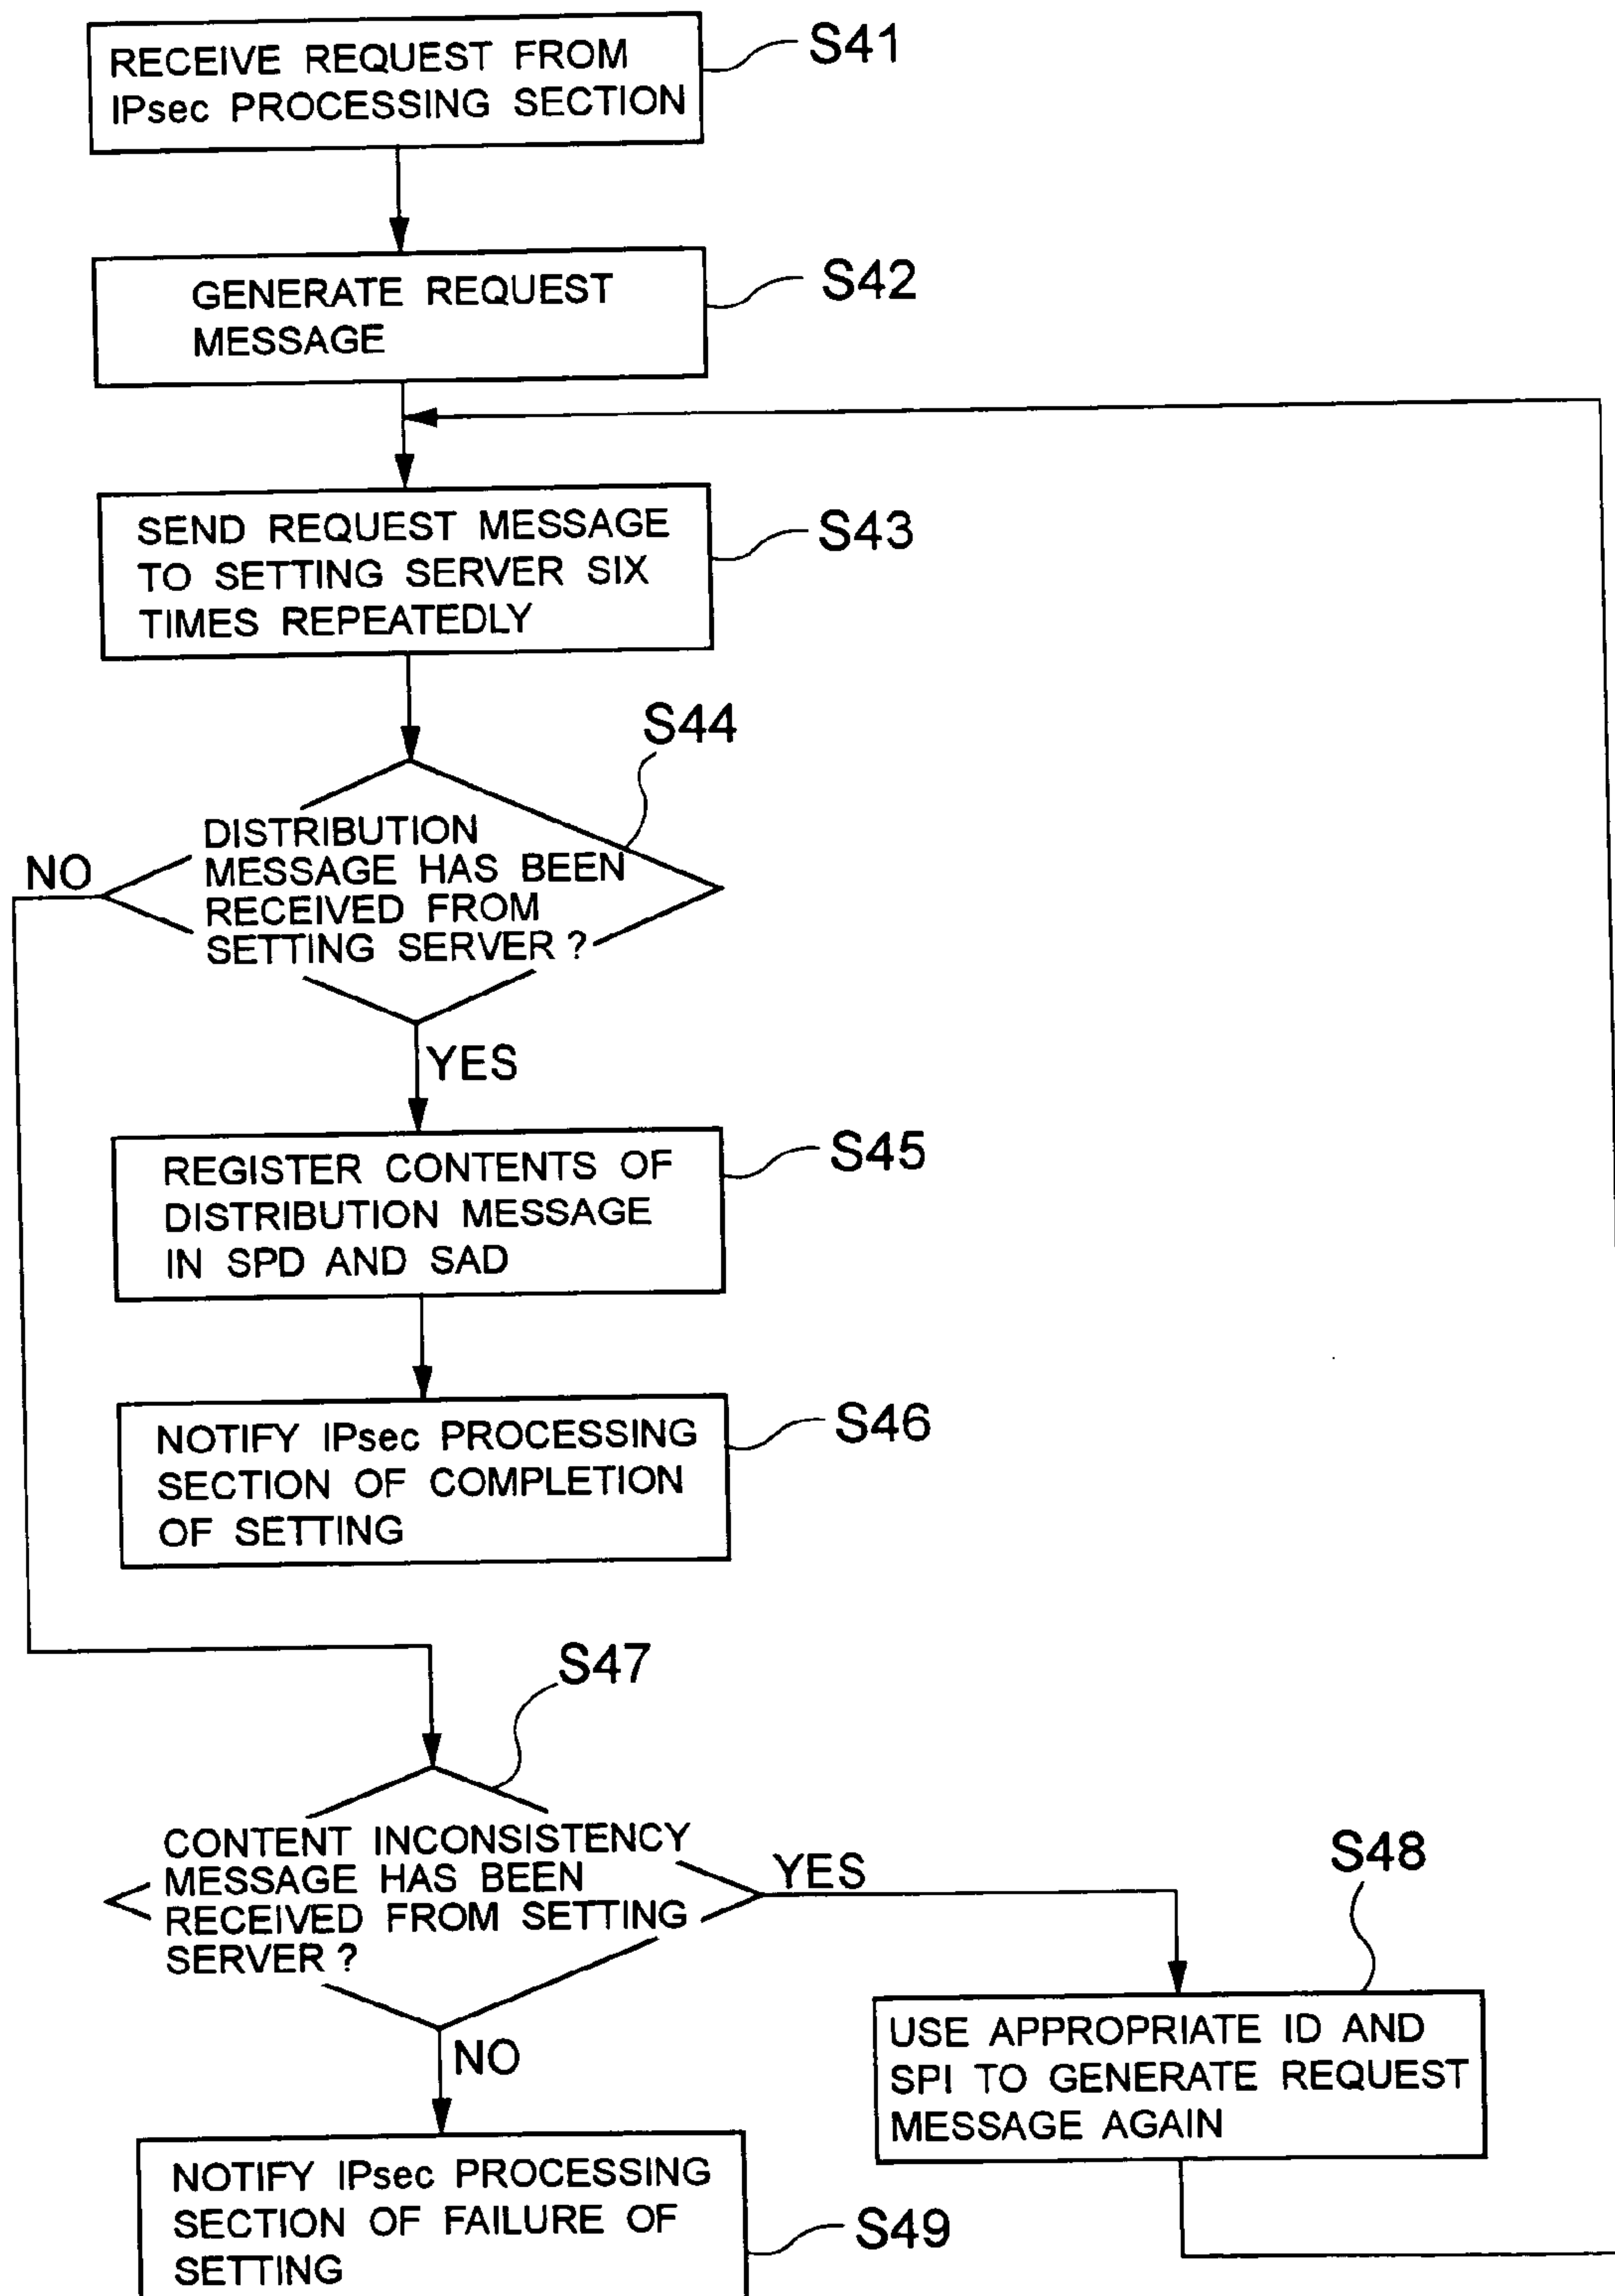 RECEIVE REQUEST FROM
IPsec PROCESSING SECTION
S41
GENERATE REQUEST
MESSAGE
S42
SEND REQUEST MESSAGE
TO SETTING SERVER SIX
TIMES REPEATEDLY
S43
S44
DISTRIBUTION
MESSAGE HAS BEEN
RECEIVED FROM
SETTING SERVER ?
NO
YES
REGISTER CONTENTS OF
DISTRIBUTION MESSAGE
IN SPD AND SAD
S45
NOTIFY IPsec PROCESSING
SECTION OF COMPLETION
OF SETTING
S46
S47
CONTENT INCONSISTENCY
MESSAGE HAS BEEN
RECEIVED FROM SETTING
SERVER ?
YES
S48
USE APPROPRIATE ID AND
SPI TO GENERATE REQUEST
MESSAGE AGAIN
NO
NOTIFY IPsec PROCESSING
SECTION OF FAILURE OF
SETTING
S49